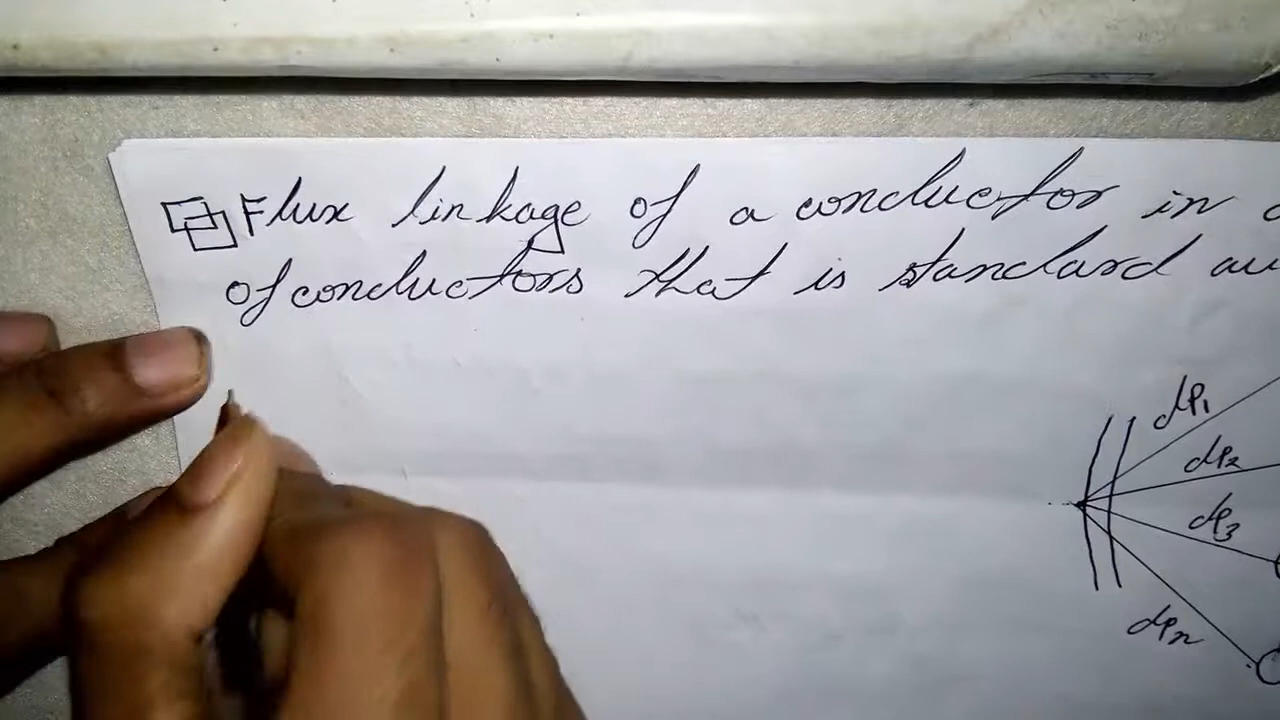 Flux linkage of a conductor in
of conductors that is standard
dp₁
dp₂
dp₃
dpₙ